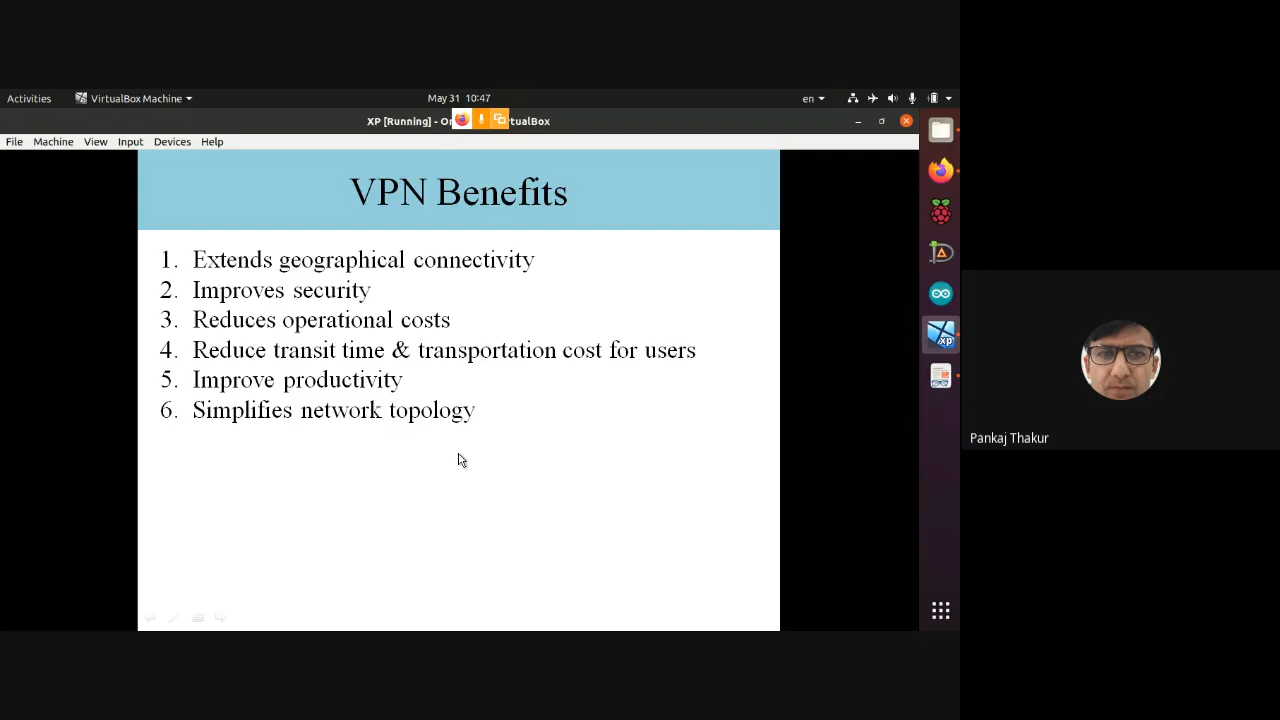 Activities VirtualBox Machine May 31 10:47 en
XP [Running] - Or tualBox
File Machine View Input Devices Help
VPN Benefits
1. Extends geographical connectivity
2. Improves security
3. Reduces operational costs
4. Reduce transit time & transportation cost for users
5. Improve productivity
6. Simplifies network topology
xp
Pankaj Thakur